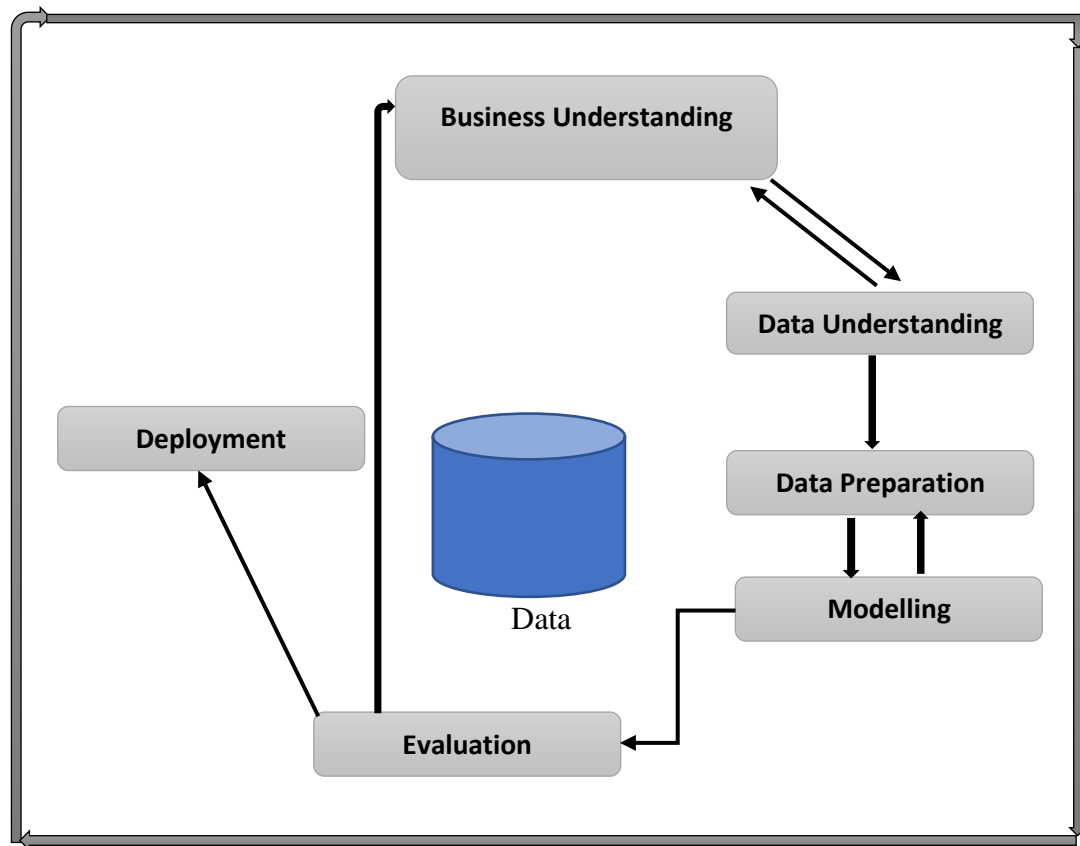 Business Understanding
Data Understanding
Deployment
Data Preparation
Modelling
Data
Evaluation